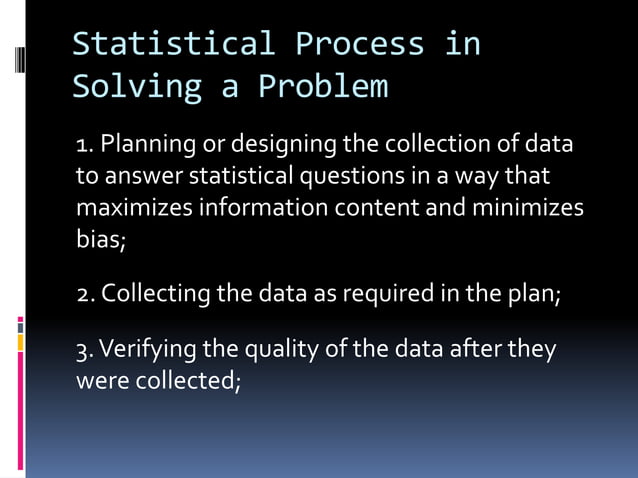 Statistical Process in
Solving a Problem
1. Planning or designing the collection of data
to answer statistical questions in a way that
maximizes information content and minimizes
bias;
2. Collecting the data as required in the plan;
3. Verifying the quality of the data after they
were collected;